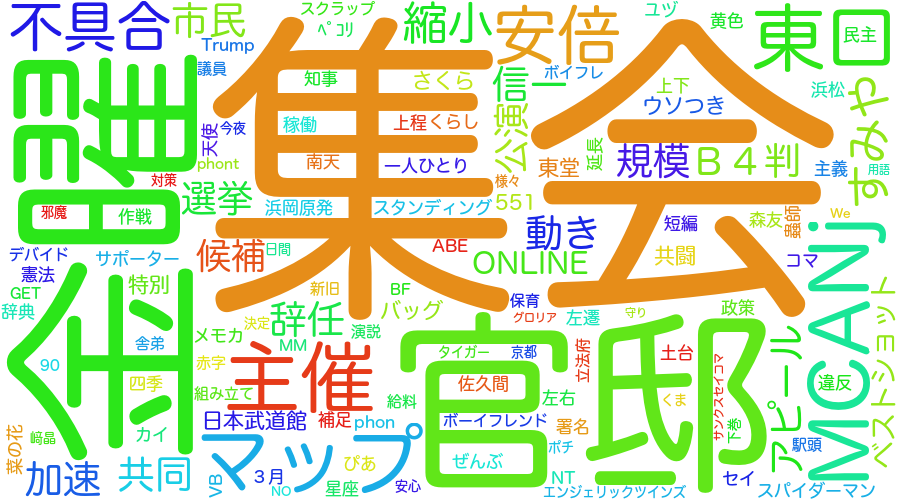 不具合
市民
スクラップ
ペコリ
縮小
安倍
ユヅ
黄色
東日
民主
Trump
議員
知事
さくら
信一
ボイフレ
上下
浜松
ウソつき
曜
天使
今夜
phont
稼働
上程
くらし
公演
延長
規模
B4判
主義
用語
すみや
対策
南天
一人ひとり
様々
東堂
551
邪魔
作戦
選挙
浜岡原発
スタンディング
動き
短編
森友
蟲師
We
集会
デバイド
サポーター
候補
日間
ABE
ONLINE
共闘
コマ
MCANj
憲法
GET
特別
新旧
BF
バッグ
保育
グロリア
左遷
政策
辞典
舎弟
メモカ
決定
辞任
MM
演説
守り
金
90
四季
赤字
組み立て
主催
官邸
タイガー
京都
立法府
土台
くま
サンクスセイコマ
下巻
アピール
違反
ベストショット
佐久間
左右
給料
日本武道館
補足
phon
ボーイフレンド
署名
菜の花
カイ
ポチ
駅頭
加速
共同
VB
マップ
3月
NO
ぴあ
星座
安心
ぜんぶ
NT
エンジェリックツインズ
セイ
スパイダーマン